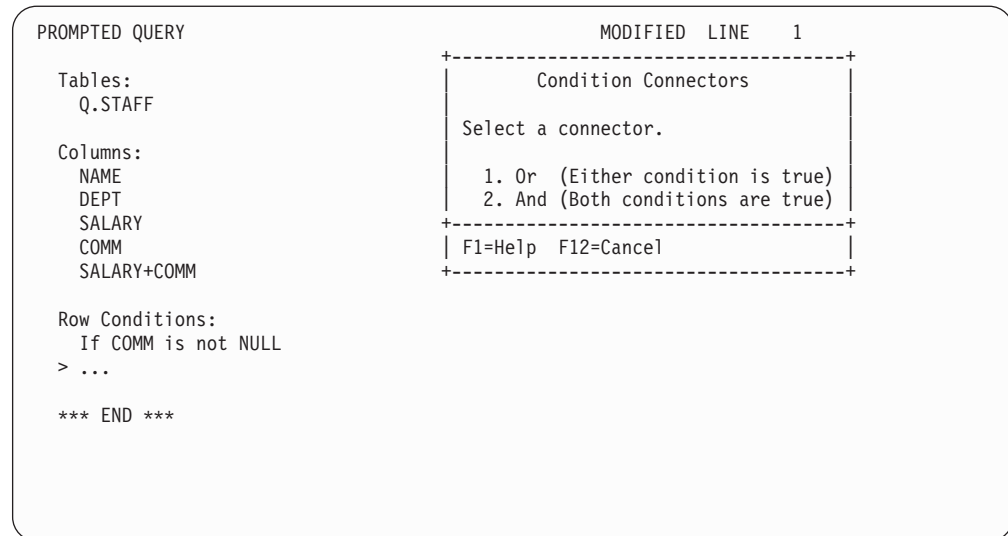 PROMPTED QUERY MODIFIED LINE 1
+-------------------------------------+
Tables: | Condition Connectors |
Q.STAFF | |
| Select a connector. |
Columns: | |
NAME | 1. Or (Either condition is true) |
DEPT | 2. And (Both conditions are true) |
SALARY +-------------------------------------+
COMM | F1=Help F12=Cancel |
SALARY+COMM +-------------------------------------+
Row Conditions:
If COMM is not NULL
> ...
*** END ***